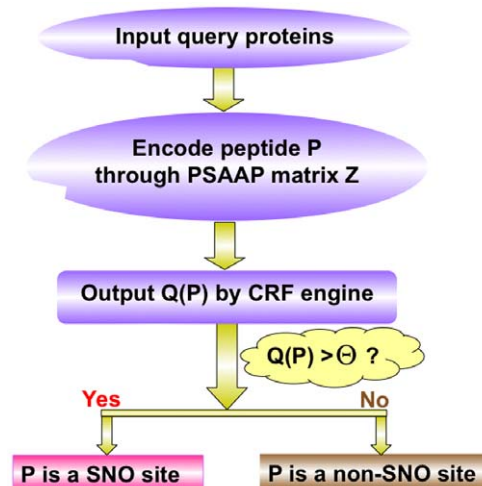 Input query proteins
Encode peptide P
through PSAAP matrix Z
Output Q(P) by CRF engine
Q(P) >Θ ?
Yes
No
P is a SNO site
P is a non-SNO site